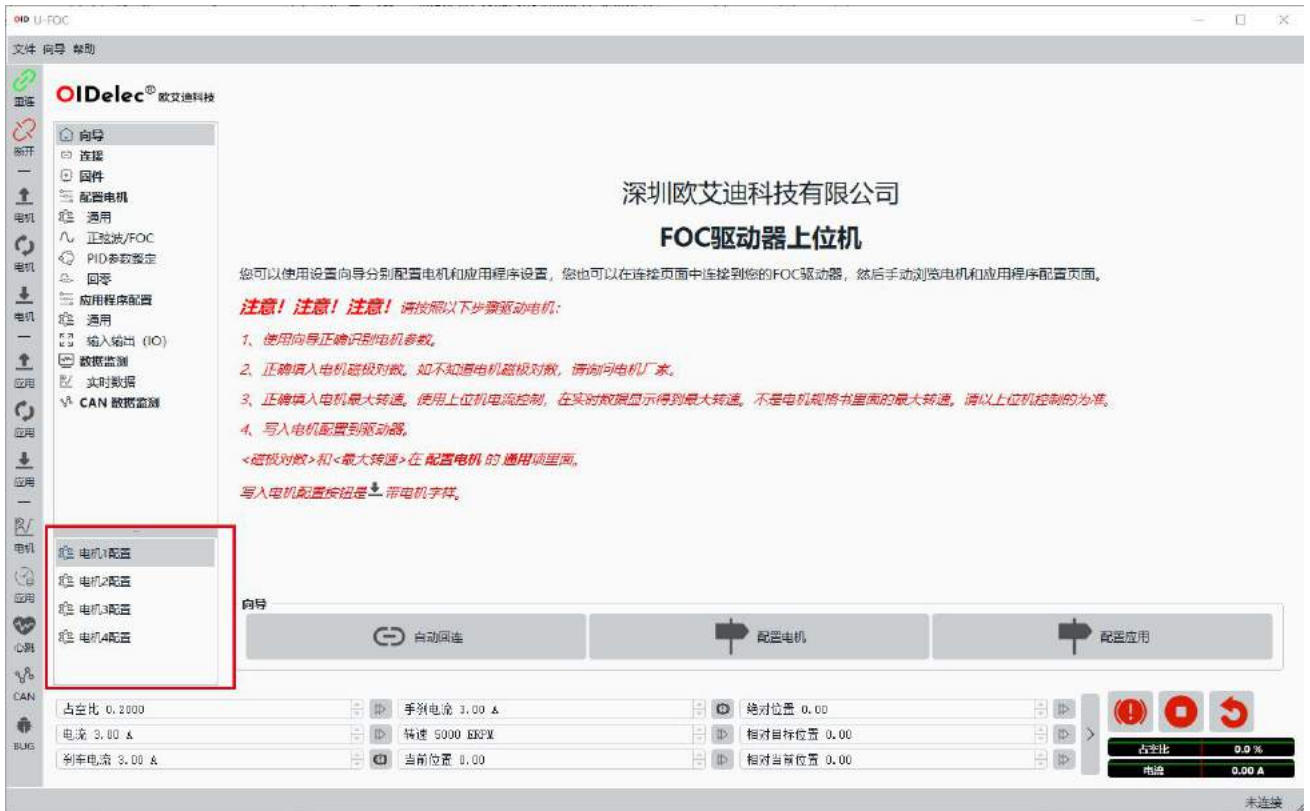 OID U-FOC
文件 向导 帮助
重连
断开
电机
电机
电机
应用
应用
应用
电机
应用
心跳
CAN
BUG
OIDelec® 欧艾迪科技
向导
连接
固件
配置电机
通用
正弦波/FOC
PID参数整定
回零
应用程序配置
通用
输入输出 (IO)
数据监测
实时数据
CAN 数据监测
电机1配置
电机2配置
电机3配置
电机4配置
深圳欧艾迪科技有限公司
FOC驱动器上位机
您可以使用设置向导分别配置电机和应用程序设置，您也可以在连接页面中连接到您的FOC驱动器，然后手动浏览电机和应用程序配置页面。
注意！注意！注意！请按照以下步骤驱动电机：
1、使用向导正确识别电机参数。
2、正确填入电机磁极对数。如不知道电机磁极对数，请询问电机厂家。
3、正确填入电机最大转速。使用上位机电流控制，在实时数据显示得到最大转速。不是电机规格书里面的最大转速。请以上位机控制的为准。
4、写入电机配置到驱动器。
<磁极对数>和<最大转速>在 配置电机 的 通用项里面。
写入电机配置按钮是 带电机字样。
向导
自动回连 配置电机 配置应用
占空比 0.2000 手刹电流 3.00 A 绝对位置 0.00
电流 3.00 A 转速 5000 ERPM 相对目标位置 0.00
刹车电流 3.00 A 当前位置 0.00 相对当前位置 0.00
占空比 0.0 %
电流 0.00 A
未连接